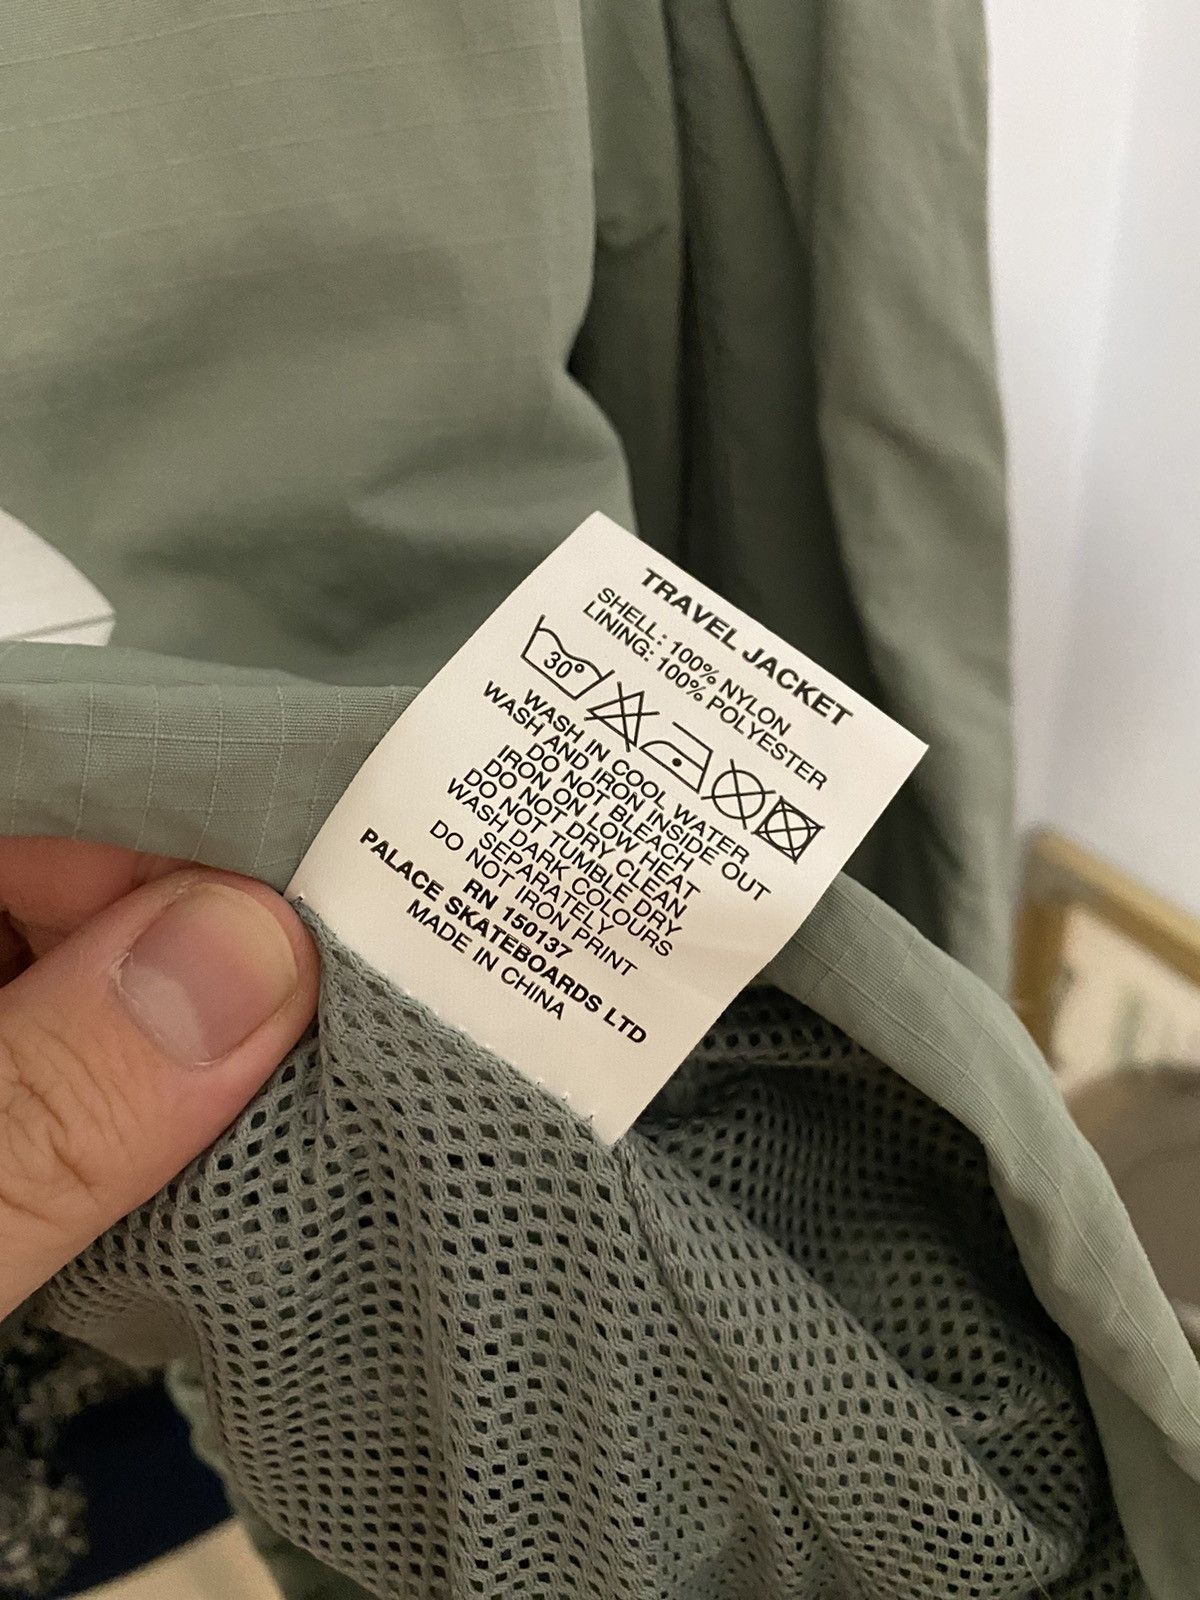 TRAVEL JACKET
SHELL: 100% NYLON
LINING: 100% POLYESTER
30°
WASH IN COOL WATER
WASH AND IRON INSIDE OUT
DO NOT BLEACH
IRON ON LOW HEAT
DO NOT DRY CLEAN
DO NOT TUMBLE DRY
WASH DARK COLOURS
SEPARATELY
DO NOT IRON PRINT
RN 150137
PALACE SKATEBOARDS LTD
MADE IN CHINA